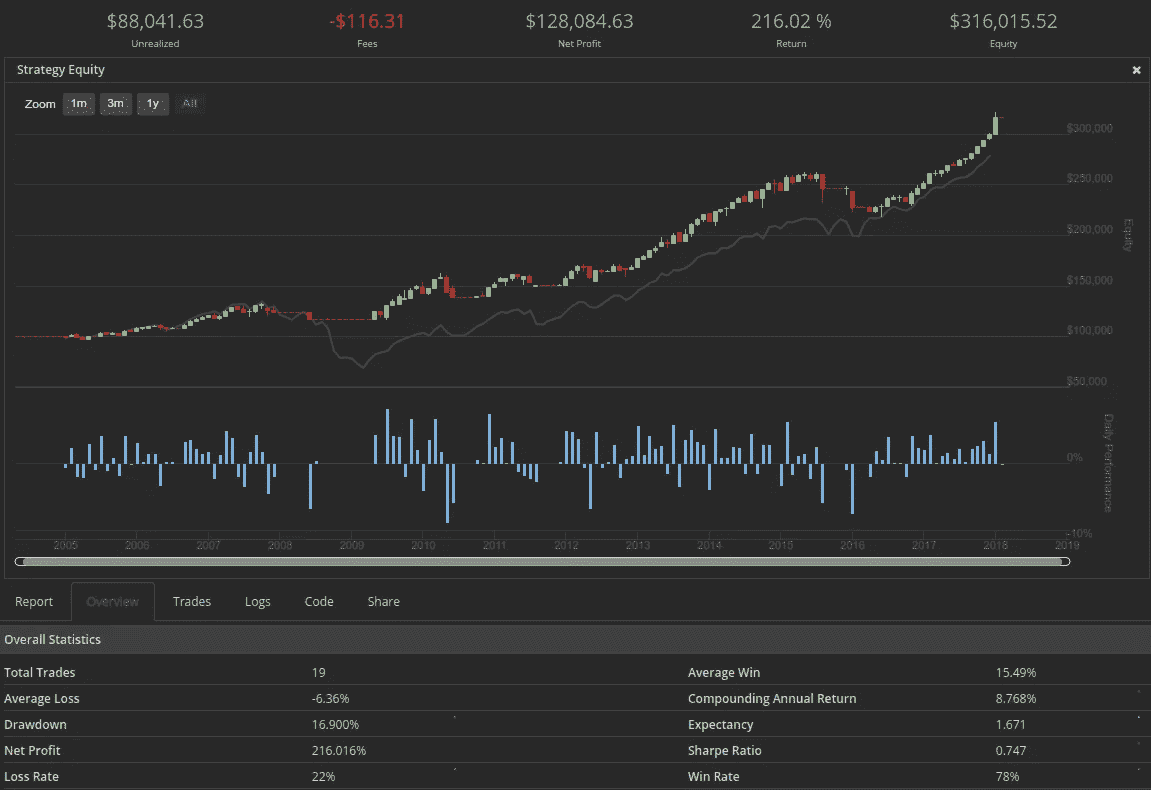 $88,041.63 -$116.31 $128,084.63 216.02 % $316,015.52
Unrealized Fees Net Profit Return Equity
Strategy Equity
Zoom 1m 3m 1y All
$300,000
$250,000
$200,000
Equity
$150,000
$100,000
$50,000
Daily Performance
0%
-10%
2005 2006 2007 2008 2009 2010 2011 2012 2013 2014 2015 2016 2017 2018 2019
Report Overview Trades Logs Code Share
Overall Statistics
Total Trades 19 Average Win 15.49%
Average Loss -6.36% Compounding Annual Return 8.768%
Drawdown 16.900% Expectancy 1.671
Net Profit 216.016% Sharpe Ratio 0.747
Loss Rate 22% Win Rate 78%